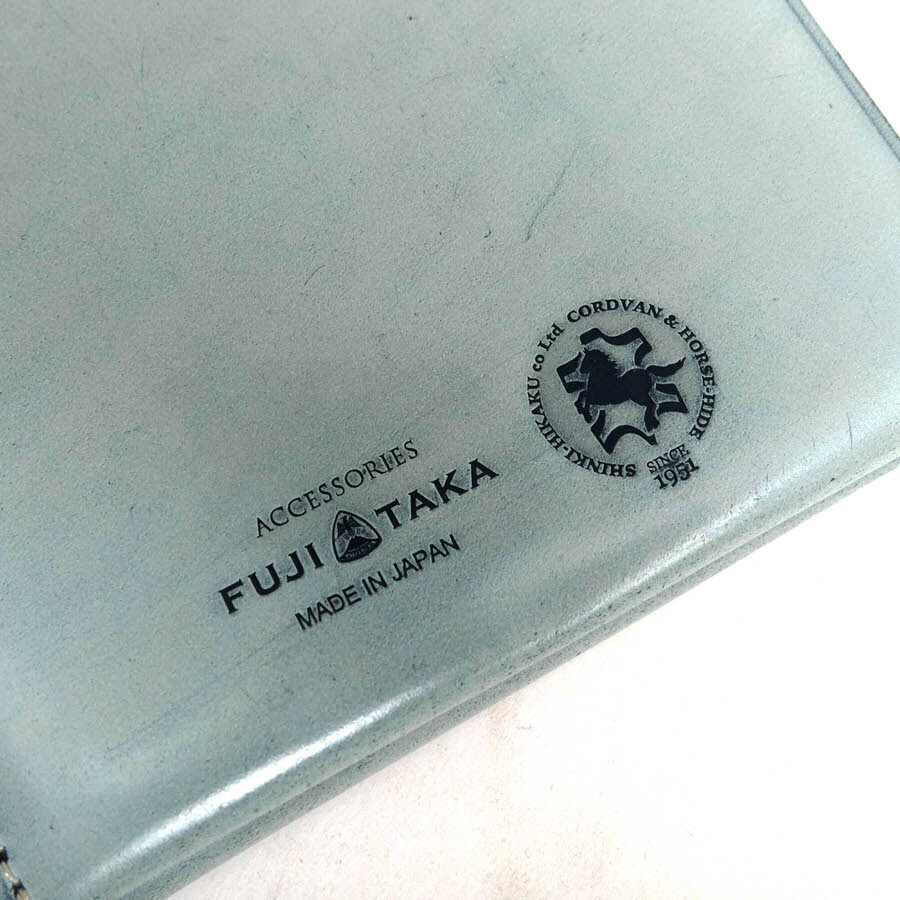 SHINKI-HIKAKU co Ltd CORDVAN & HORSE-HIDE
SINCE
1951
ACCESSORIES
FUJI TAKA
MADE IN JAPAN